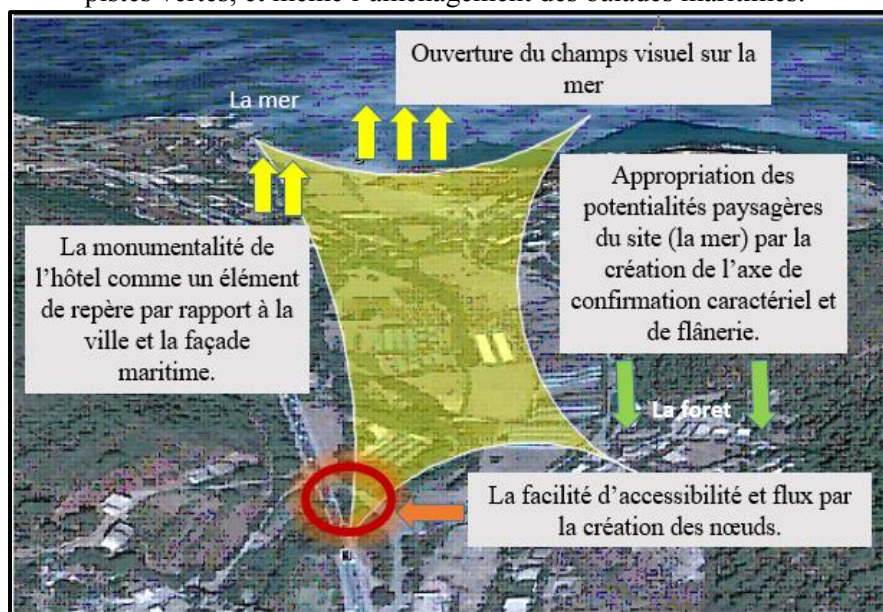 pistes vertes, et même l'aménagement des balades maritimes.
Ouverture du champs visuel sur la
mer
La mer
Appropriation des
potentialités paysagères
du site (la mer) par la
création de l'axe de
confirmation caractériel et
de flânerie.
La monumentalité de
l'hôtel comme un élément
de repère par rapport à la
ville et la façade
maritime.
La foret
La facilité d'accessibilité et flux par
la création des nœuds.